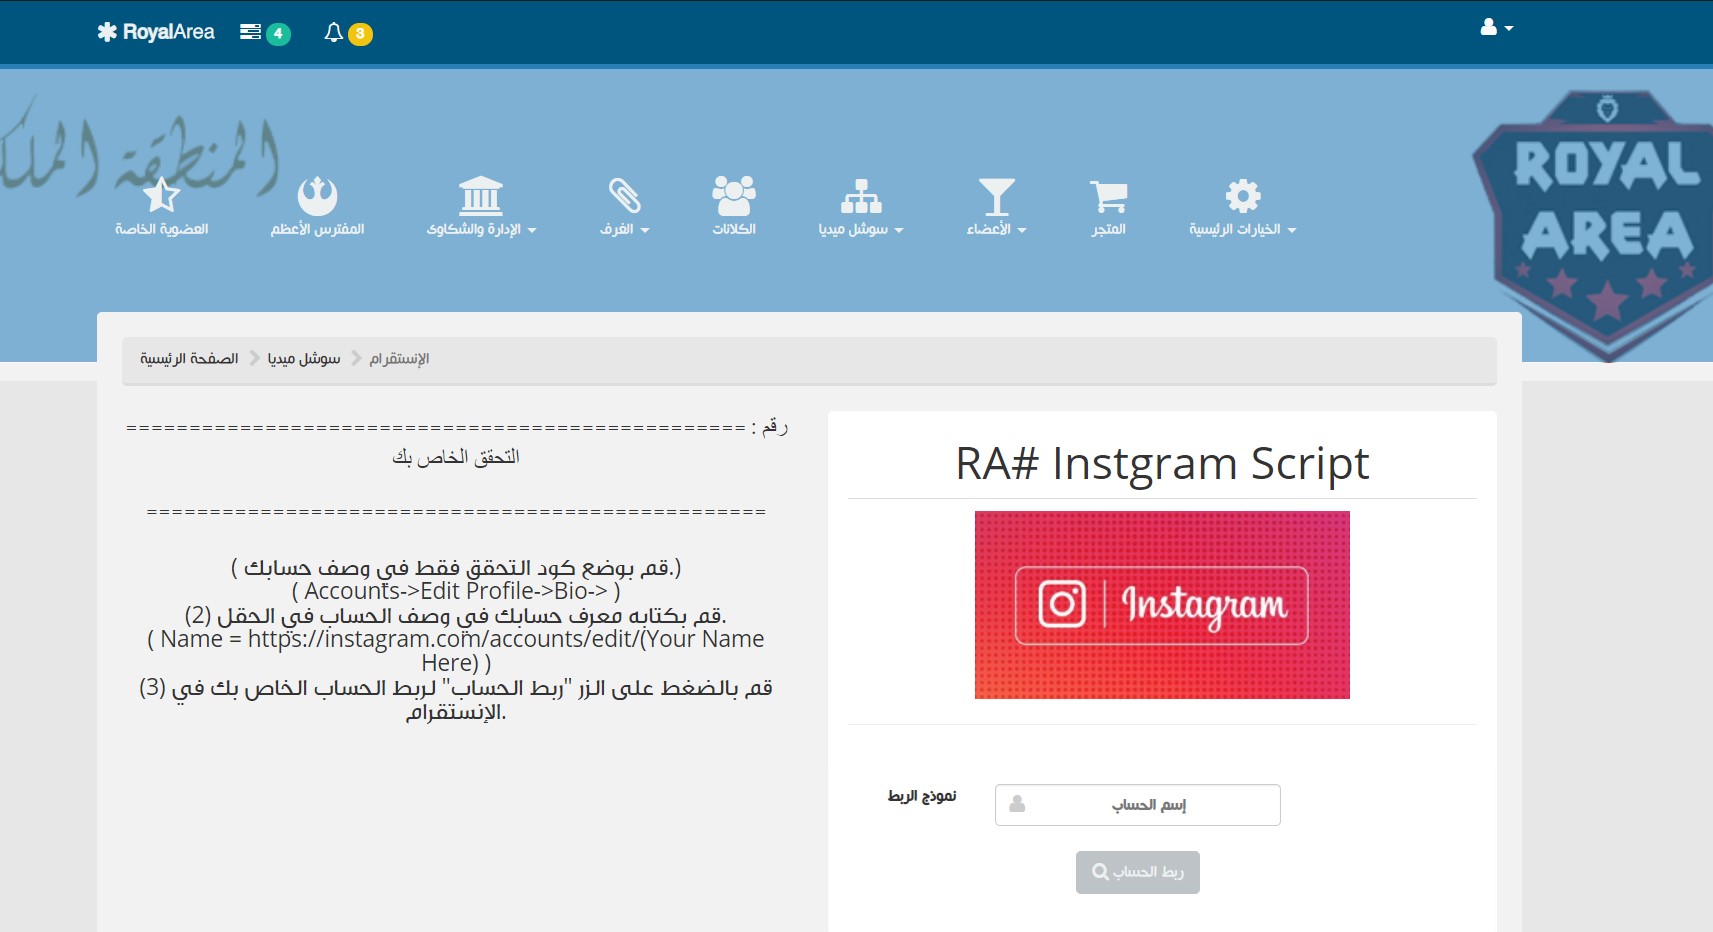 RoyalArea
4
3
المنطقة الملك
ROYAL
AREA
الخيارات الرئيسية
المتجر
الأعضاء
سوشل ميديا
الكلانات
الغرف
الإدارة والشكاوى
المفترس الأعظم
العضوية الخاصة
الصفحة الرئيسية
سوشل ميديا
الإنستقرام
رقم : =================================================
التحقق الخاص بك
=================================================
( قم بوضع كود التحقق فقط في وصف حسابك.)
( Accounts->Edit Profile->Bio-> )
(2) قم بكتابه معرف حسابك في وصف الحساب في الحقل.
( Name = https://instagram.com/accounts/edit/(Your Name
Here) )
(3) قم بالضغط على الزر "ربط الحساب" لربط الحساب الخاص بك في
الإنستقرام.
RA# Instgram Script
Instagram
نموذج الربط
إسم الحساب
ربط الحساب